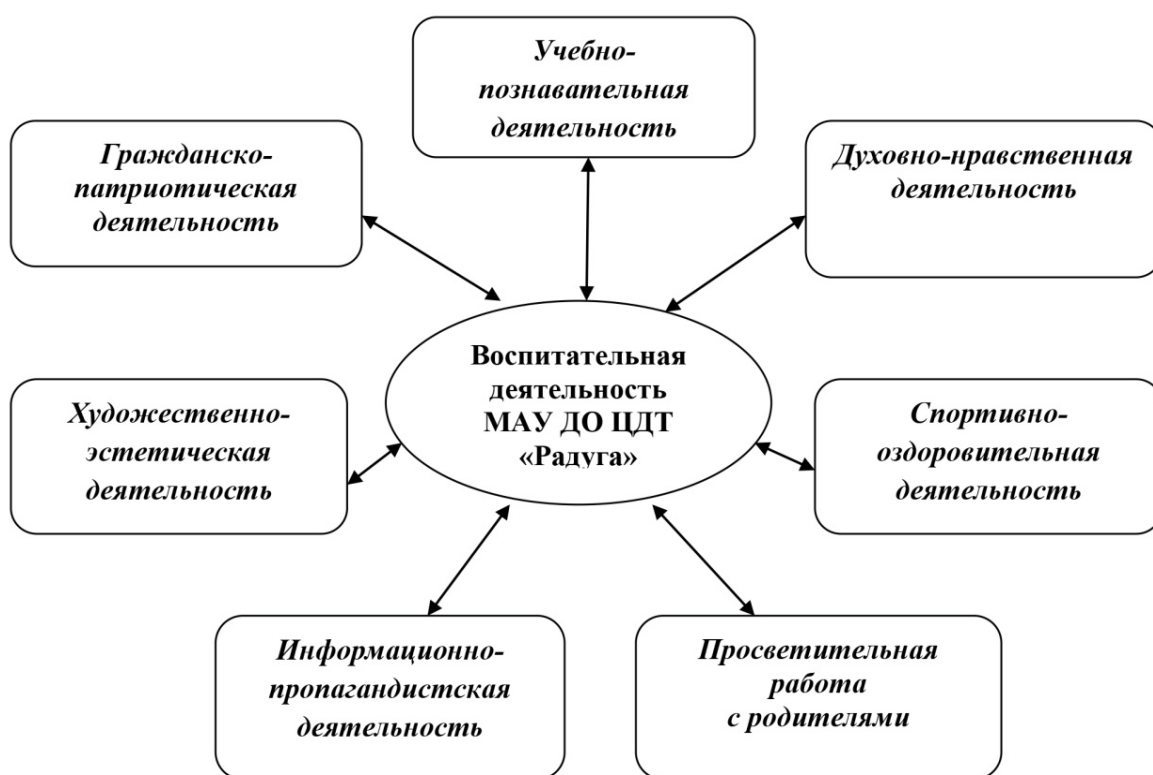 Учебно-
познавательная
деятельность
Гражданско-
патриотическая
деятельность
Духовно-нравственная
деятельность
Воспитательная
деятельность
МАУ ДО ЦДТ
«Радуга»
Художественно-
эстетическая
деятельность
Спортивно-
оздоровительная
деятельность
Информационно-
пропагандистская
деятельность
Просветительная
работа
с родителями